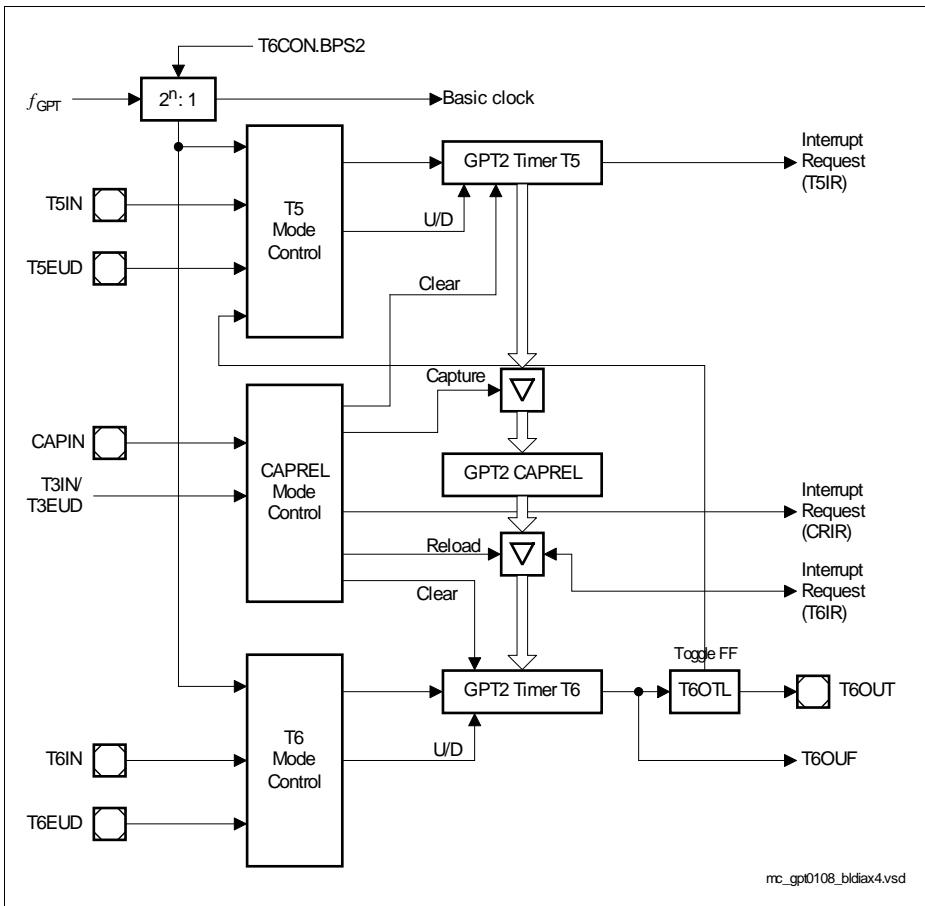 T6CON.BPS2
fGPT
2n : 1
Basic clock
Interrupt
Request
(T5IR)
GPT2 Timer T5
T5IN
T5
Mode
Control
U/D
T5EUD
Clear
Capture
CAPIN
CAPREL
Mode
Control
GPT2 CAPREL
T3IN/
T3EUD
Interrupt
Request
(CRIR)
Reload
Interrupt
Request
(T6IR)
Clear
Toggle FF
GPT2 Timer T6
T6OTL
T6OUT
T6
Mode
Control
U/D
T6IN
T6OUF
T6EUD
mc_gpt0108_bldiax4.vsd